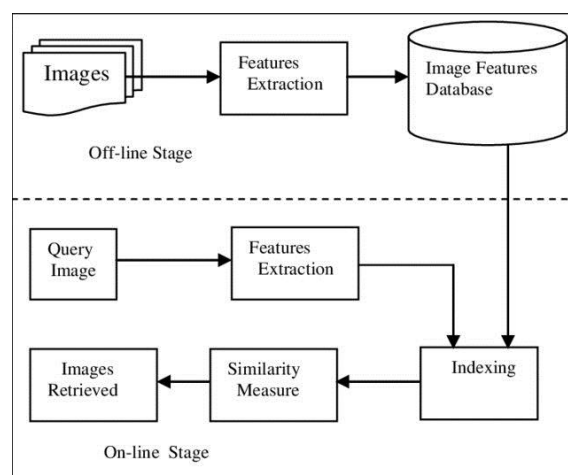 Images
Features
Extraction
Image Features
Database
Off-line Stage
Query
Image
Features
Extraction
Images
Retrieved
Similarity
Measure
Indexing
On-line Stage